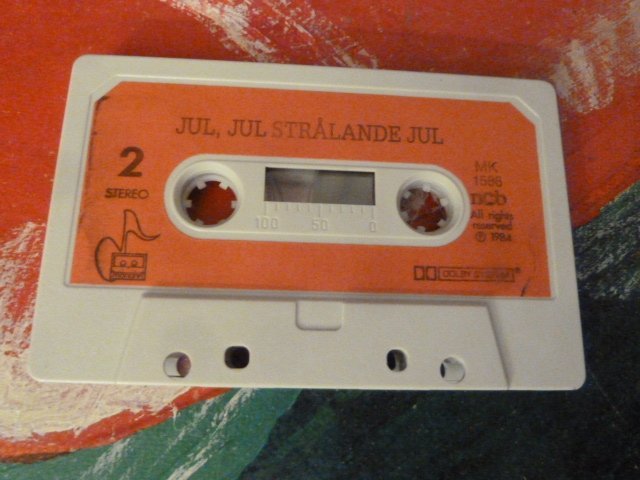 JUL, JUL STRÅLANDE JUL
2
STEREO
MK
1586
ncb
All rights
reserved
℗ 1984
100 50 0
DOLBY SYSTEM®